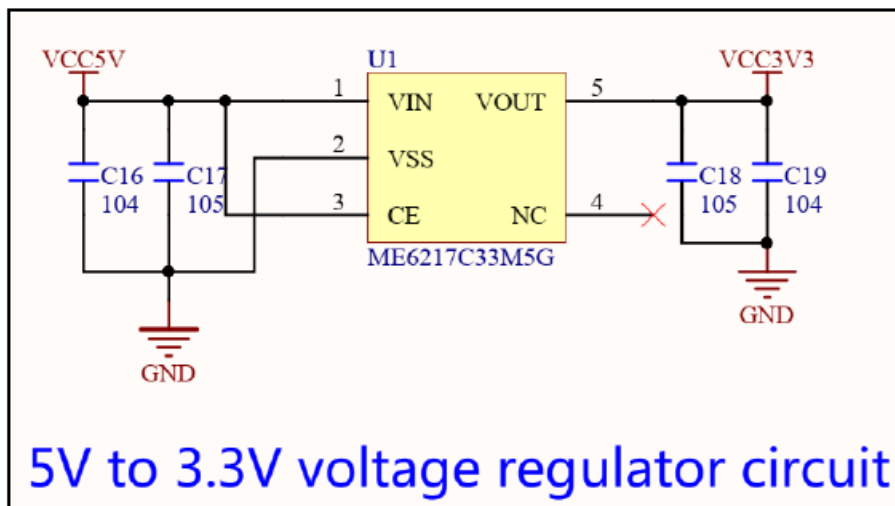 VCC5V
U1
VCC3V3
1
VIN
VOUT
5
2
VSS
C16
104
C17
105
3
CE
NC
4
C18
105
C19
104
ME6217C33M5G
GND
GND
5V to 3.3V voltage regulator circuit